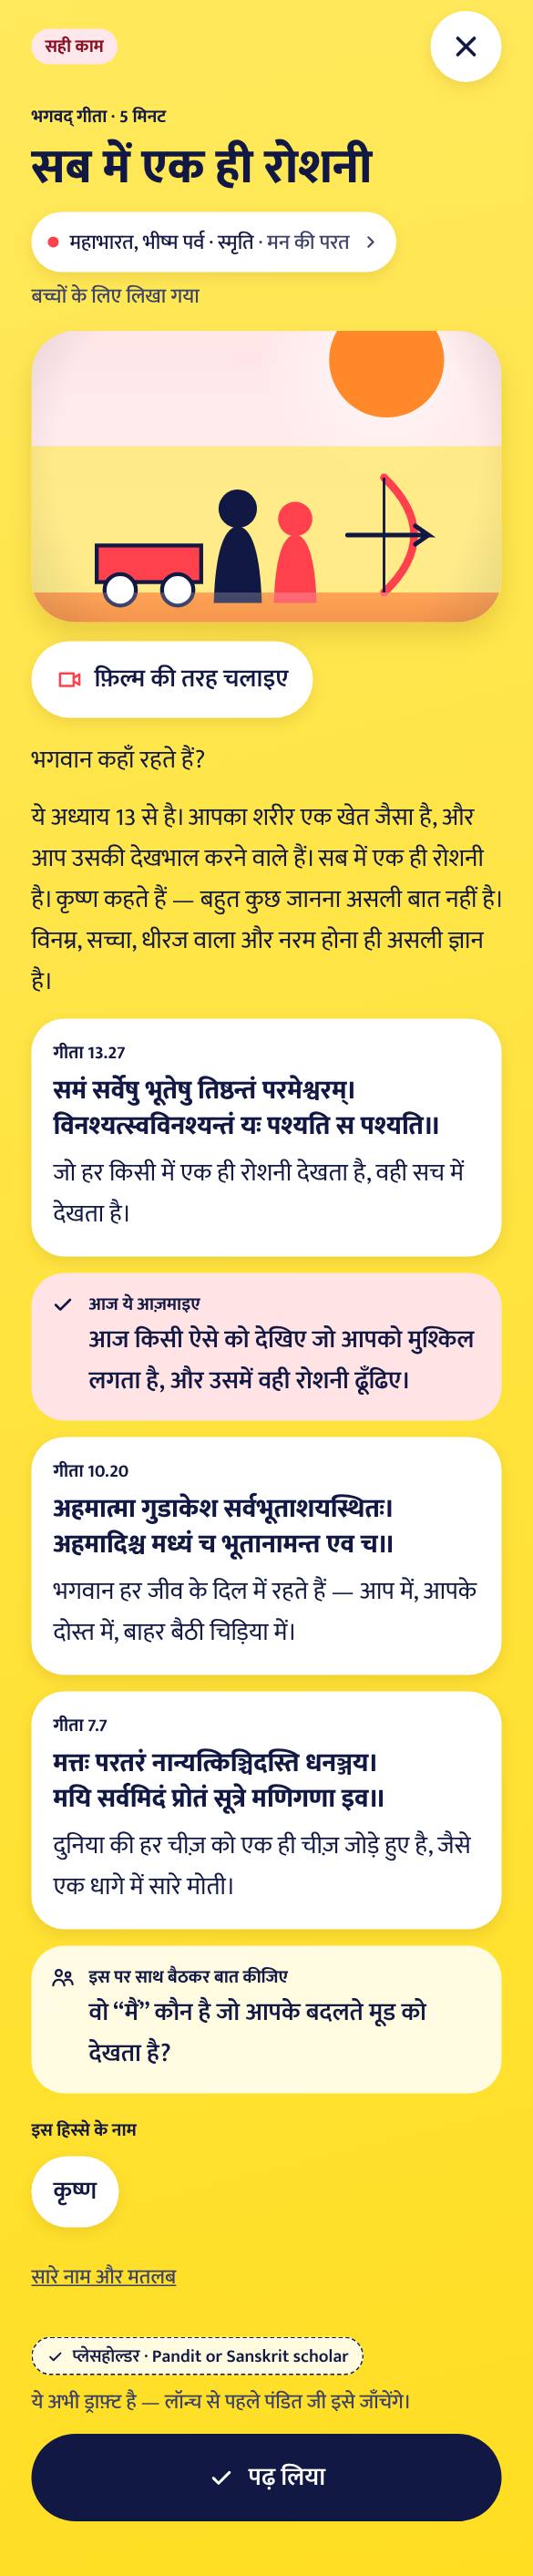 सही काम
भगवद् गीता · 5 मिनट
सब में एक ही रोशनी
महाभारत, भीष्म पर्व · स्मृति · मन की परत
बच्चों के लिए लिखा गया
फ़िल्म की तरह चलाइए
भगवान कहाँ रहते हैं?
ये अध्याय 13 से है। आपका शरीर एक खेत जैसा है, और
आप उसकी देखभाल करने वाले हैं। सब में एक ही रोशनी
है। कृष्ण कहते हैं — बहुत कुछ जानना असली बात नहीं है।
विनम्र, सच्चा, धीरज वाला और नरम होना ही असली ज्ञान
है।
गीता 13.27
समं सर्वेषु भूतेषु तिष्ठन्तं परमेश्वरम्।
विनश्यत्स्वविनश्यन्तं यः पश्यति स पश्यति॥
जो हर किसी में एक ही रोशनी देखता है, वही सच में
देखता है।
आज ये आज़माइए
आज किसी ऐसे को देखिए जो आपको मुश्किल
लगता है, और उसमें वही रोशनी ढूँढिए।
गीता 10.20
अहमात्मा गुडाकेश सर्वभूताशयस्थितः।
अहमादिश्च मध्यं च भूतानामन्त एव च॥
भगवान हर जीव के दिल में रहते हैं — आप में, आपके
दोस्त में, बाहर बैठी चिड़िया में।
गीता 7.7
मत्तः परतरं नान्यत्किञ्चिदस्ति धनञ्जय।
मयि सर्वमिदं प्रोतं सूत्रे मणिगणा इव॥
दुनिया की हर चीज़ को एक ही चीज़ जोड़े हुए है, जैसे
एक धागे में सारे मोती।
इस पर साथ बैठकर बात कीजिए
वो “मैं” कौन है जो आपके बदलते मूड को
देखता है?
इस हिस्से के नाम
कृष्ण
सारे नाम और मतलब
प्लेसहोल्डर · Pandit or Sanskrit scholar
ये अभी ड्राफ़्ट है — लॉन्च से पहले पंडित जी इसे जाँचेंगे।
पढ़ लिया